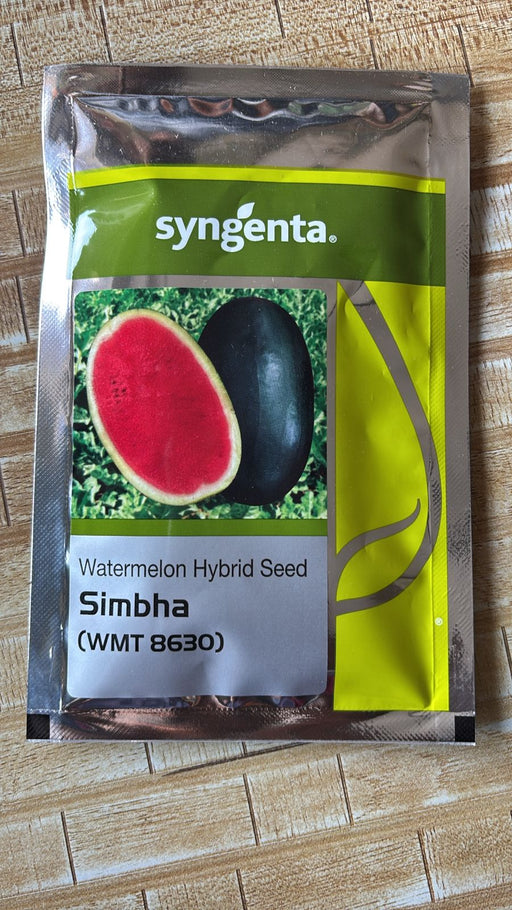 syngenta®
Watermelon Hybrid Seed
Simbha
(WMT 8630)
®